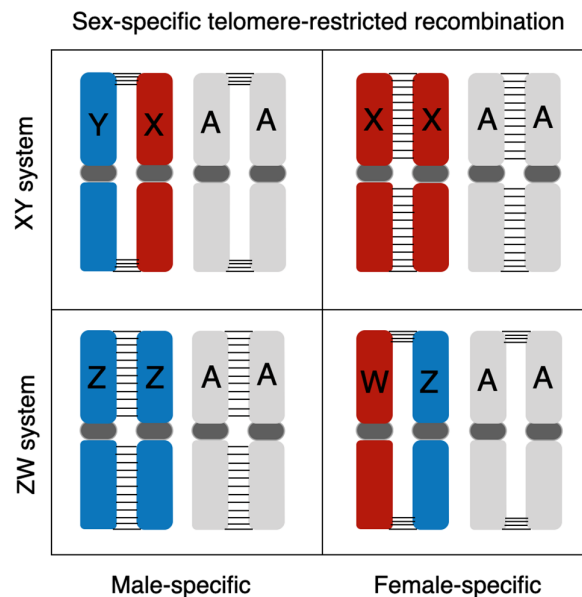 Sex-specific telomere-restricted recombination
XY system
Y X A A
X X A A
ZW system
Z Z A A
W Z A A
Male-specific
Female-specific